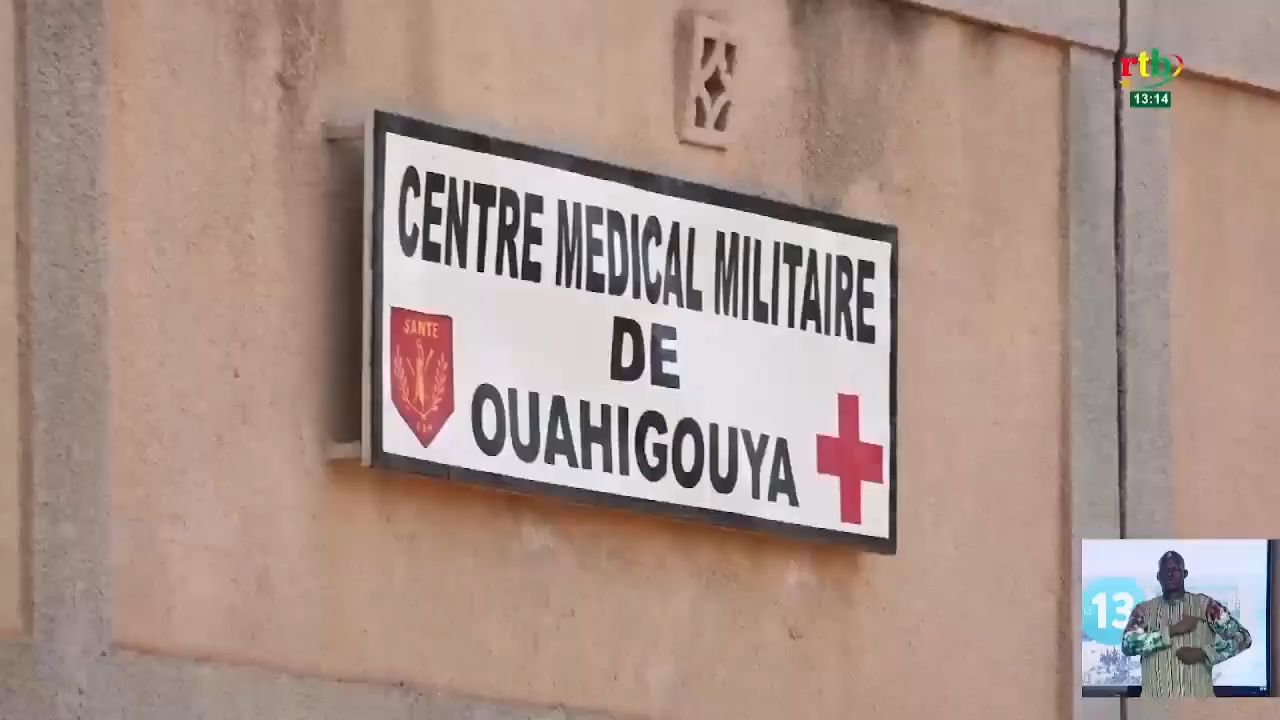 rtb
13:14
CENTRE MEDICAL MILITAIRE
DE
SANTE
OUAHIGOUYA
13